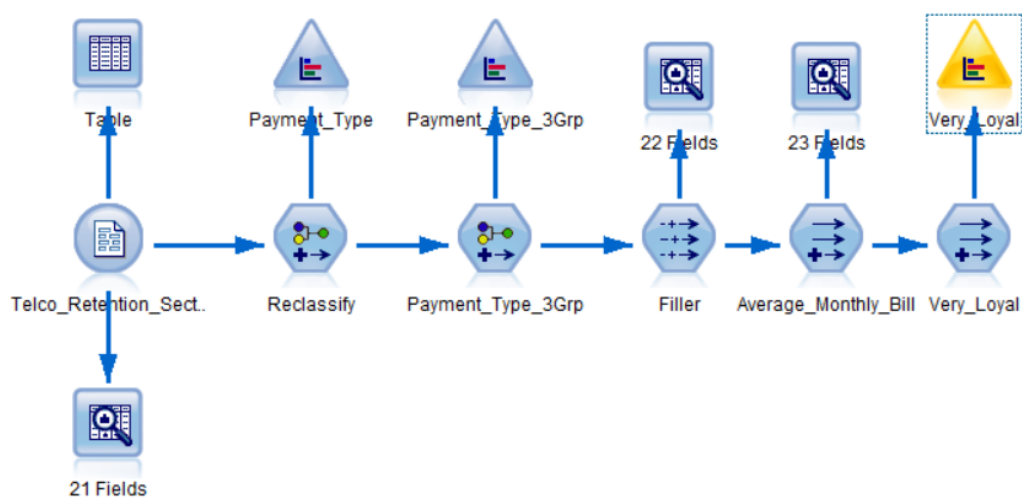 Table
Payment_Type
Payment_Type_3Grp
22 Fields
23 Fields
Very_Loyal
Telco_Retention_Sect..
Reclassify
Payment_Type_3Grp
Filler
Average_Monthly_Bill
Very_Loyal
21 Fields